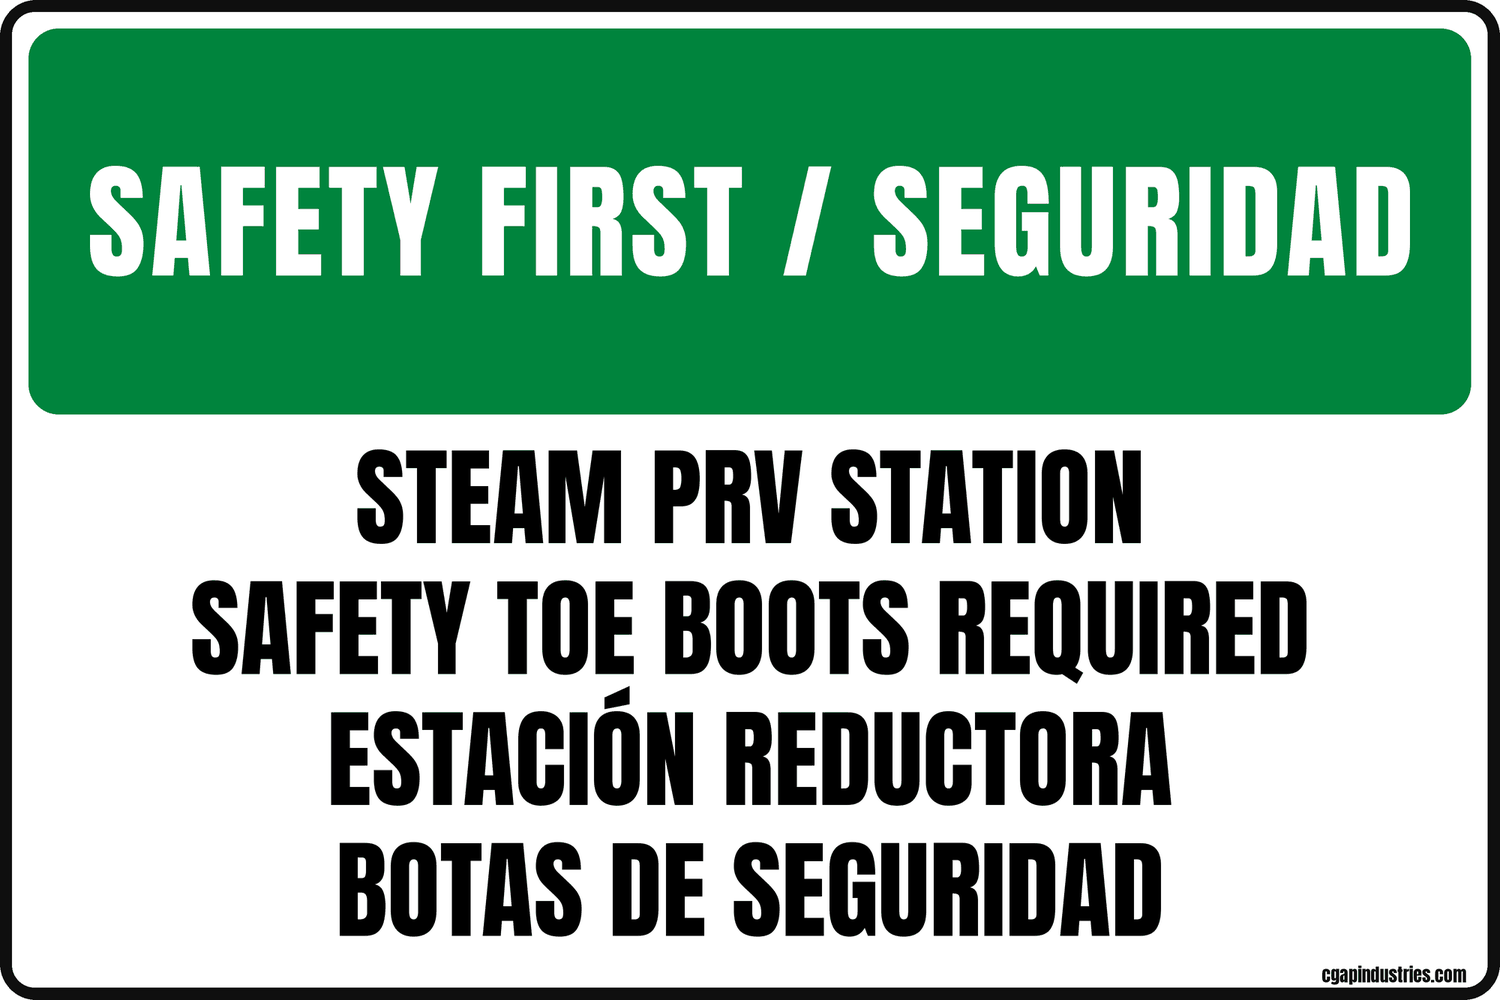 SAFETY FIRST / SEGURIDAD
STEAM PRV STATION
SAFETY TOE BOOTS REQUIRED
ESTACIÓN REDUCTORA
BOTAS DE SEGURIDAD
cgapindustries.com